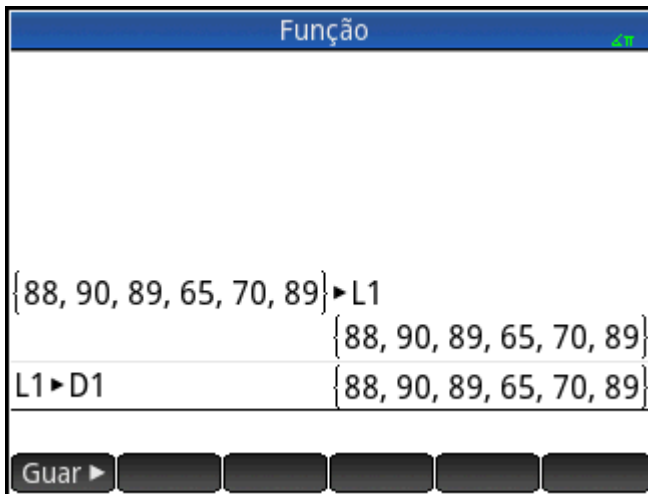 Função
∡π
{88, 90, 89, 65, 70, 89}▶L1
{88, 90, 89, 65, 70, 89}
L1▶D1 {88, 90, 89, 65, 70, 89}
Guar ▶